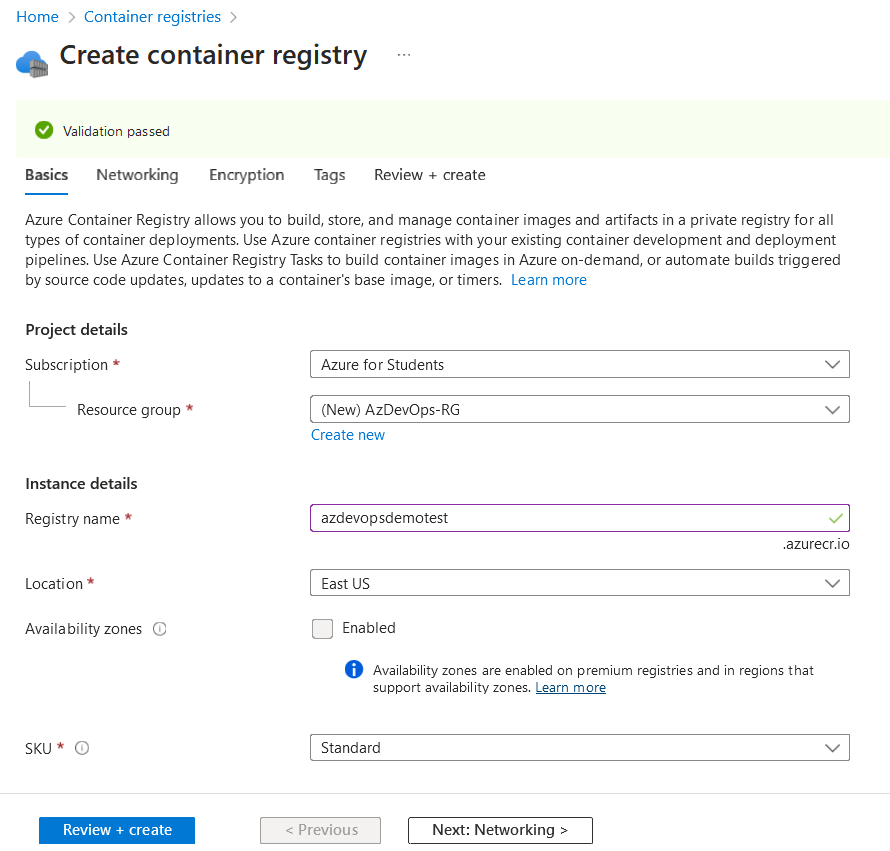 Home > Container registries >
Create container registry ...
Validation passed
Basics Networking Encryption Tags Review + create
Azure Container Registry allows you to build, store, and manage container images and artifacts in a private registry for all
types of container deployments. Use Azure container registries with your existing container development and deployment
pipelines. Use Azure Container Registry Tasks to build container images in Azure on-demand, or automate builds triggered
by source code updates, updates to a container's base image, or timers. Learn more
Project details
Subscription * Azure for Students
Resource group * (New) AzDevOps-RG
Create new
Instance details
Registry name * azdevopsdemotest
.azurecr.io
Location * East US
Availability zones Enabled
Availability zones are enabled on premium registries and in regions that
support availability zones. Learn more
SKU * Standard
Review + create < Previous Next: Networking >